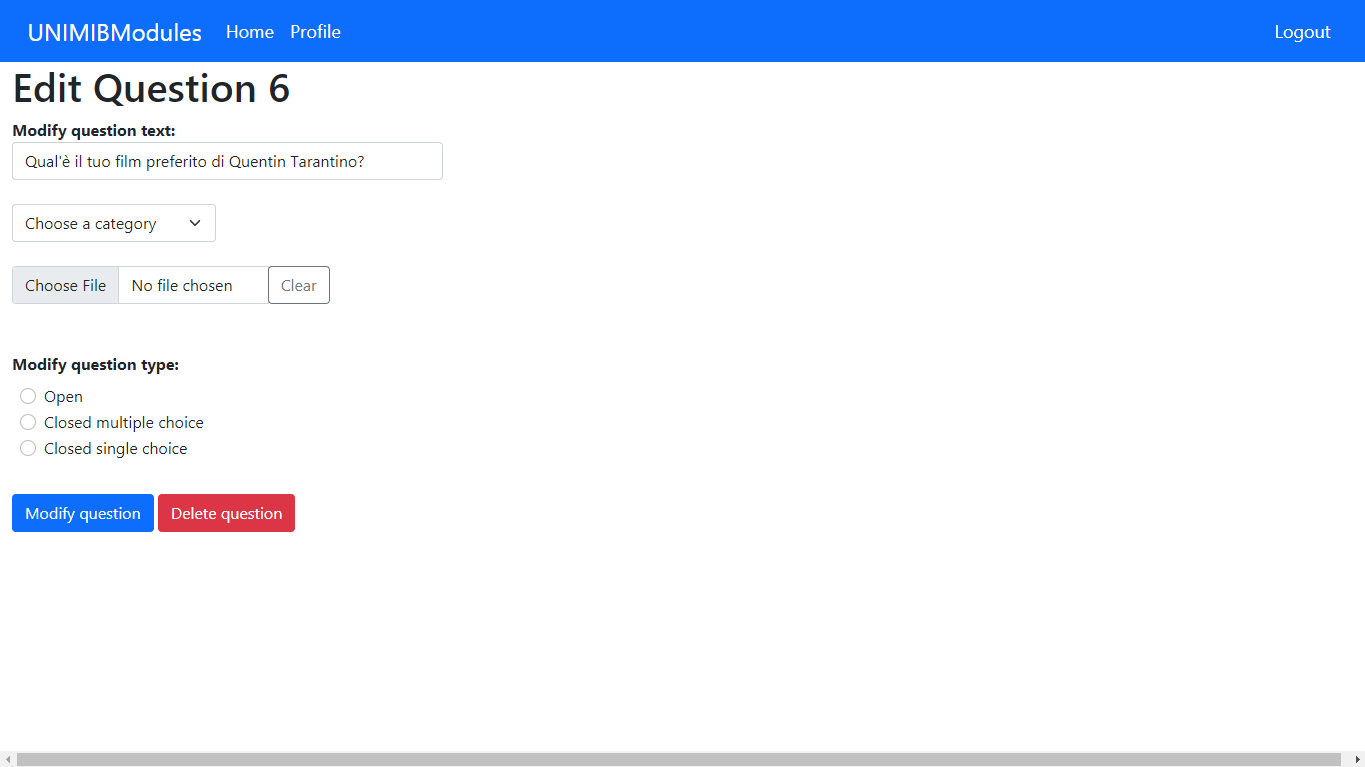 UNIMIBModules Home Profile Logout
Edit Question 6
Modify question text:
Qual'è il tuo film preferito di Quentin Tarantino?
Choose a category
Choose File No file chosen Clear
Modify question type:
Open
Closed multiple choice
Closed single choice
Modify question Delete question